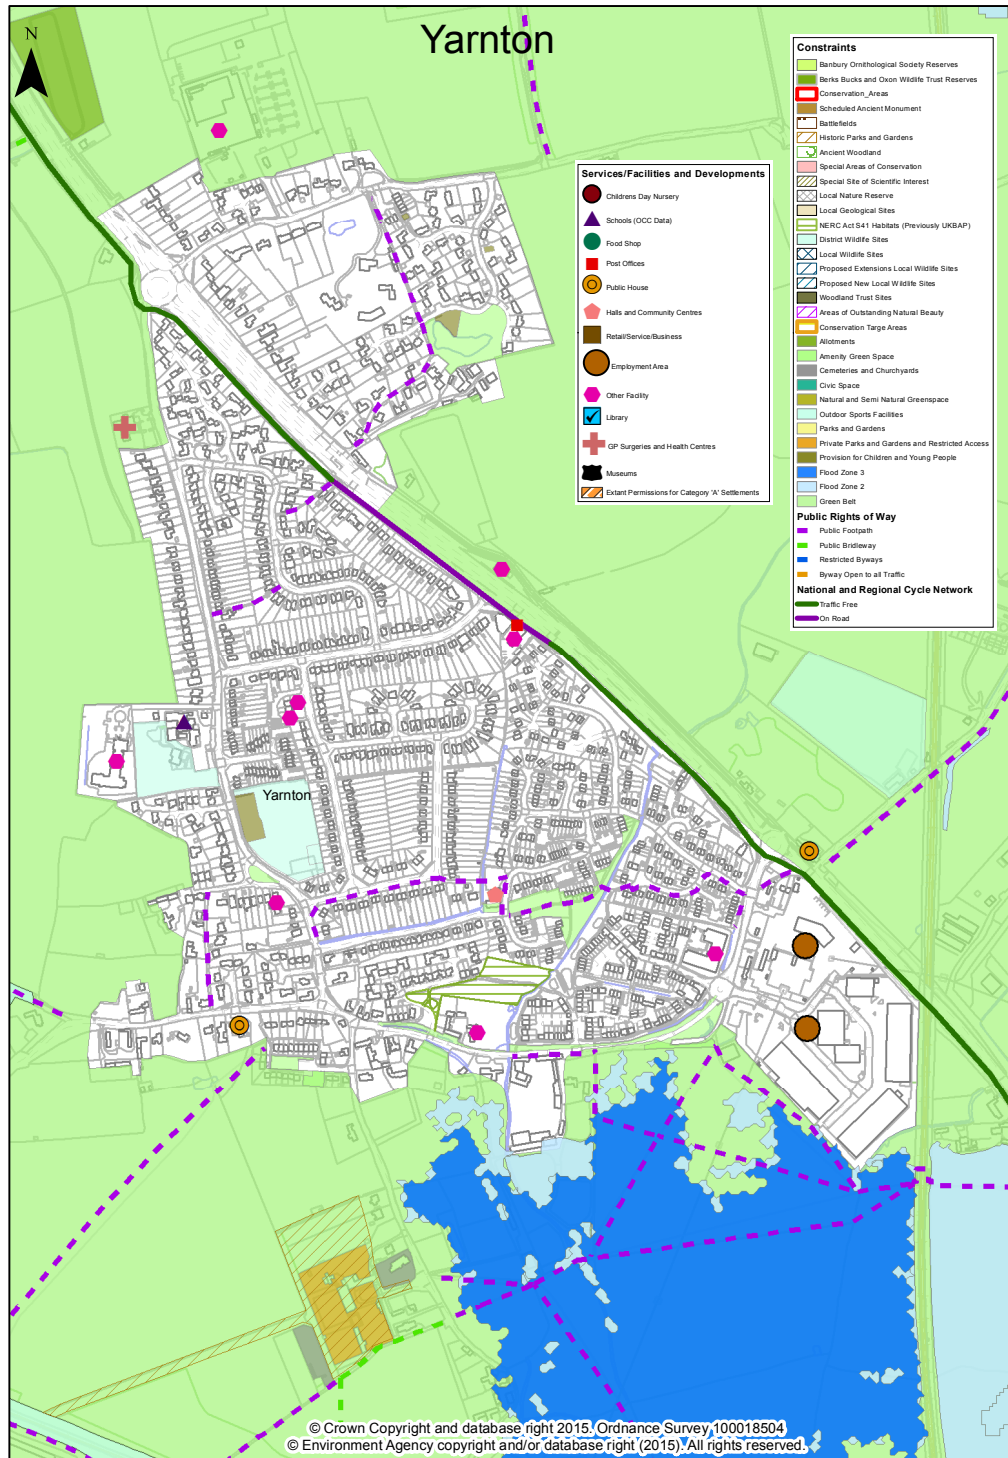 Yarnton
N
Constraints
Banbury Ornithological Society Reserves
Berks Bucks and Oxon Wildlife Trust Reserves
Conservation_Areas
Scheduled Ancient Monument
Battlefields
Historic Parks and Gardens
Ancient Woodland
Special Areas of Conservation
Special Site of Scientific Interest
Local Nature Reserve
Local Geological Sites
NERC Act S41 Habitats (Previously UKBAP)
District Wildlife Sites
Local Wildlife Sites
Proposed Extensions Local Wildlife Sites
Proposed New Local Wildlife Sites
Woodland Trust Sites
Areas of Outstanding Natural Beauty
Conservation Targe Areas
Allotments
Amenity Green Space
Cemeteries and Churchyards
Civic Space
Natural and Semi Natural Greenspace
Outdoor Sports Facilities
Parks and Gardens
Private Parks and Gardens and Restricted Access
Provision for Children and Young People
Flood Zone 3
Flood Zone 2
Green Belt
Public Rights of Way
Public Footpath
Public Bridleway
Restricted Byways
Byway Open to all Traffic
National and Regional Cycle Network
Traffic Free
On Road
Services/Facilities and Developments
Childrens Day Nursery
Schools (OCC Data)
Food Shop
Post Offices
Public House
Halls and Community Centres
Retail/Service/Business
Employment Area
Other Facility
Library
GP Surgeries and Health Centres
Museums
Extant Permissions for Category 'A' Settlements
Yarnton
© Crown Copyright and database right 2015. Ordnance Survey 100018504
© Environment Agency copyright and/or database right (2015). All rights reserved.